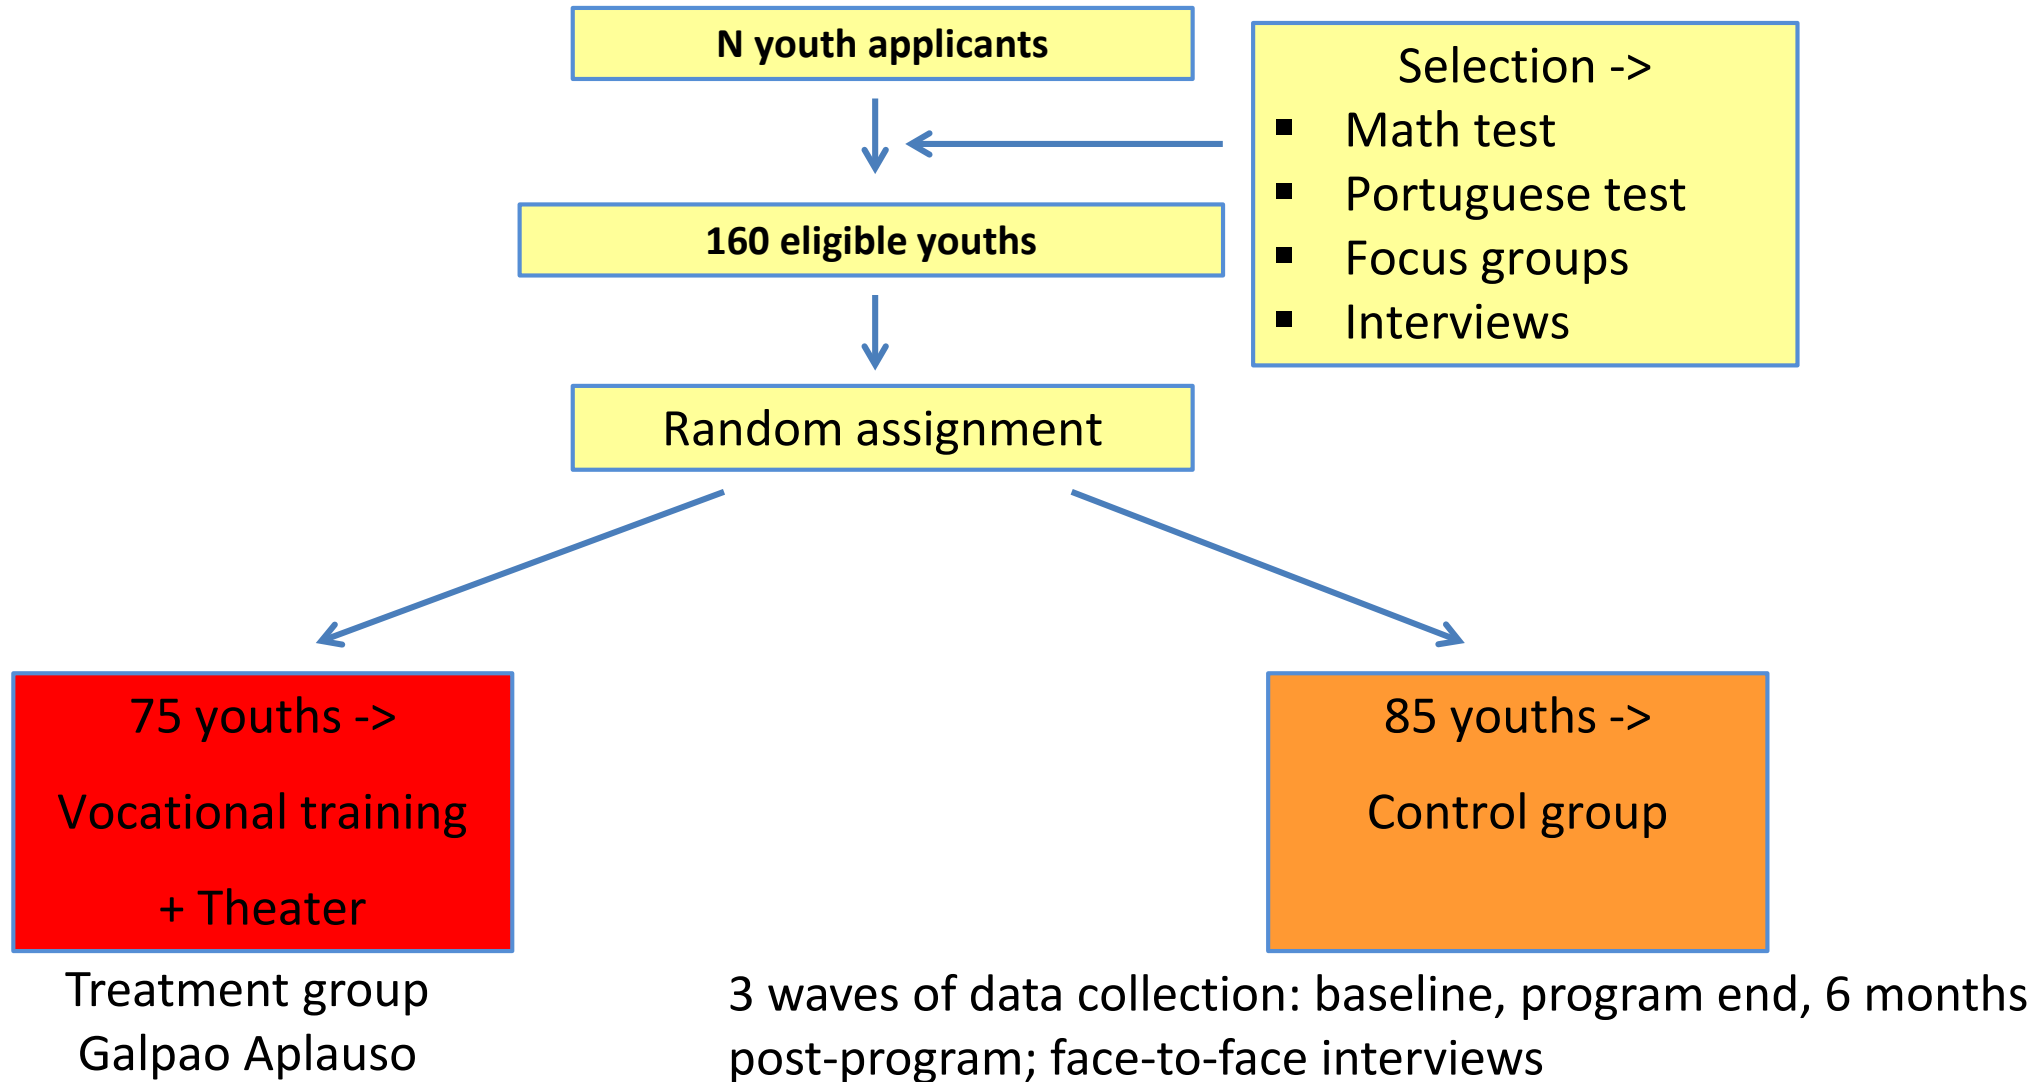 N youth applicants
Selection ->
▪ Math test
▪ Portuguese test
▪ Focus groups
▪ Interviews
160 eligible youths
Random assignment
75 youths ->
Vocational training
+ Theater
85 youths ->
Control group
Treatment group
Galpao Aplauso
3 waves of data collection: baseline, program end, 6 months
post-program; face-to-face interviews